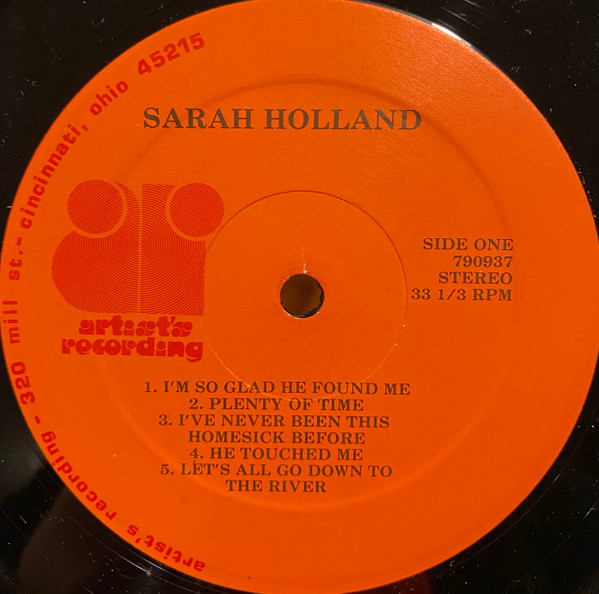 artist's recording - 320 mill st. - cincinnati, ohio 45215
SARAH HOLLAND
artist's
recording
SIDE ONE
790937
STEREO
33 1/3 RPM
1. I'M SO GLAD HE FOUND ME
2. PLENTY OF TIME
3. I'VE NEVER BEEN THIS
HOMESICK BEFORE
4. HE TOUCHED ME
5. LET'S ALL GO DOWN TO
THE RIVER